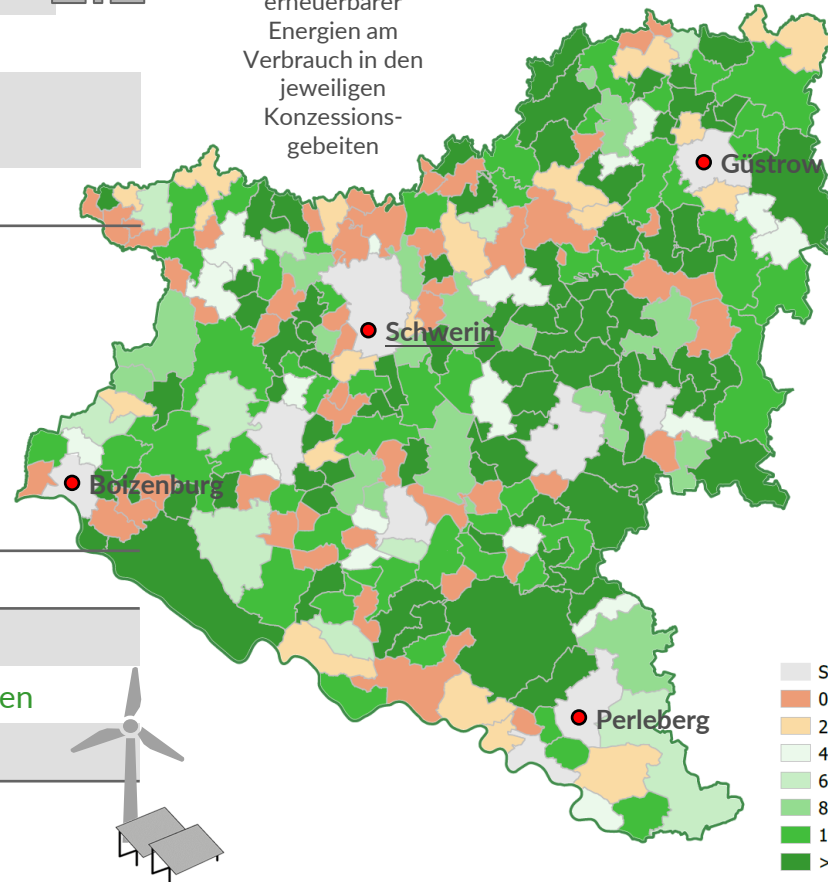 erneuerbarer
Energien am
Verbrauch in den
jeweiligen
Konzessions-
gebeiten
Güstrow
Schwerin
Boizenburg
Perleberg
en
S
0
2
4
6
8
1
>